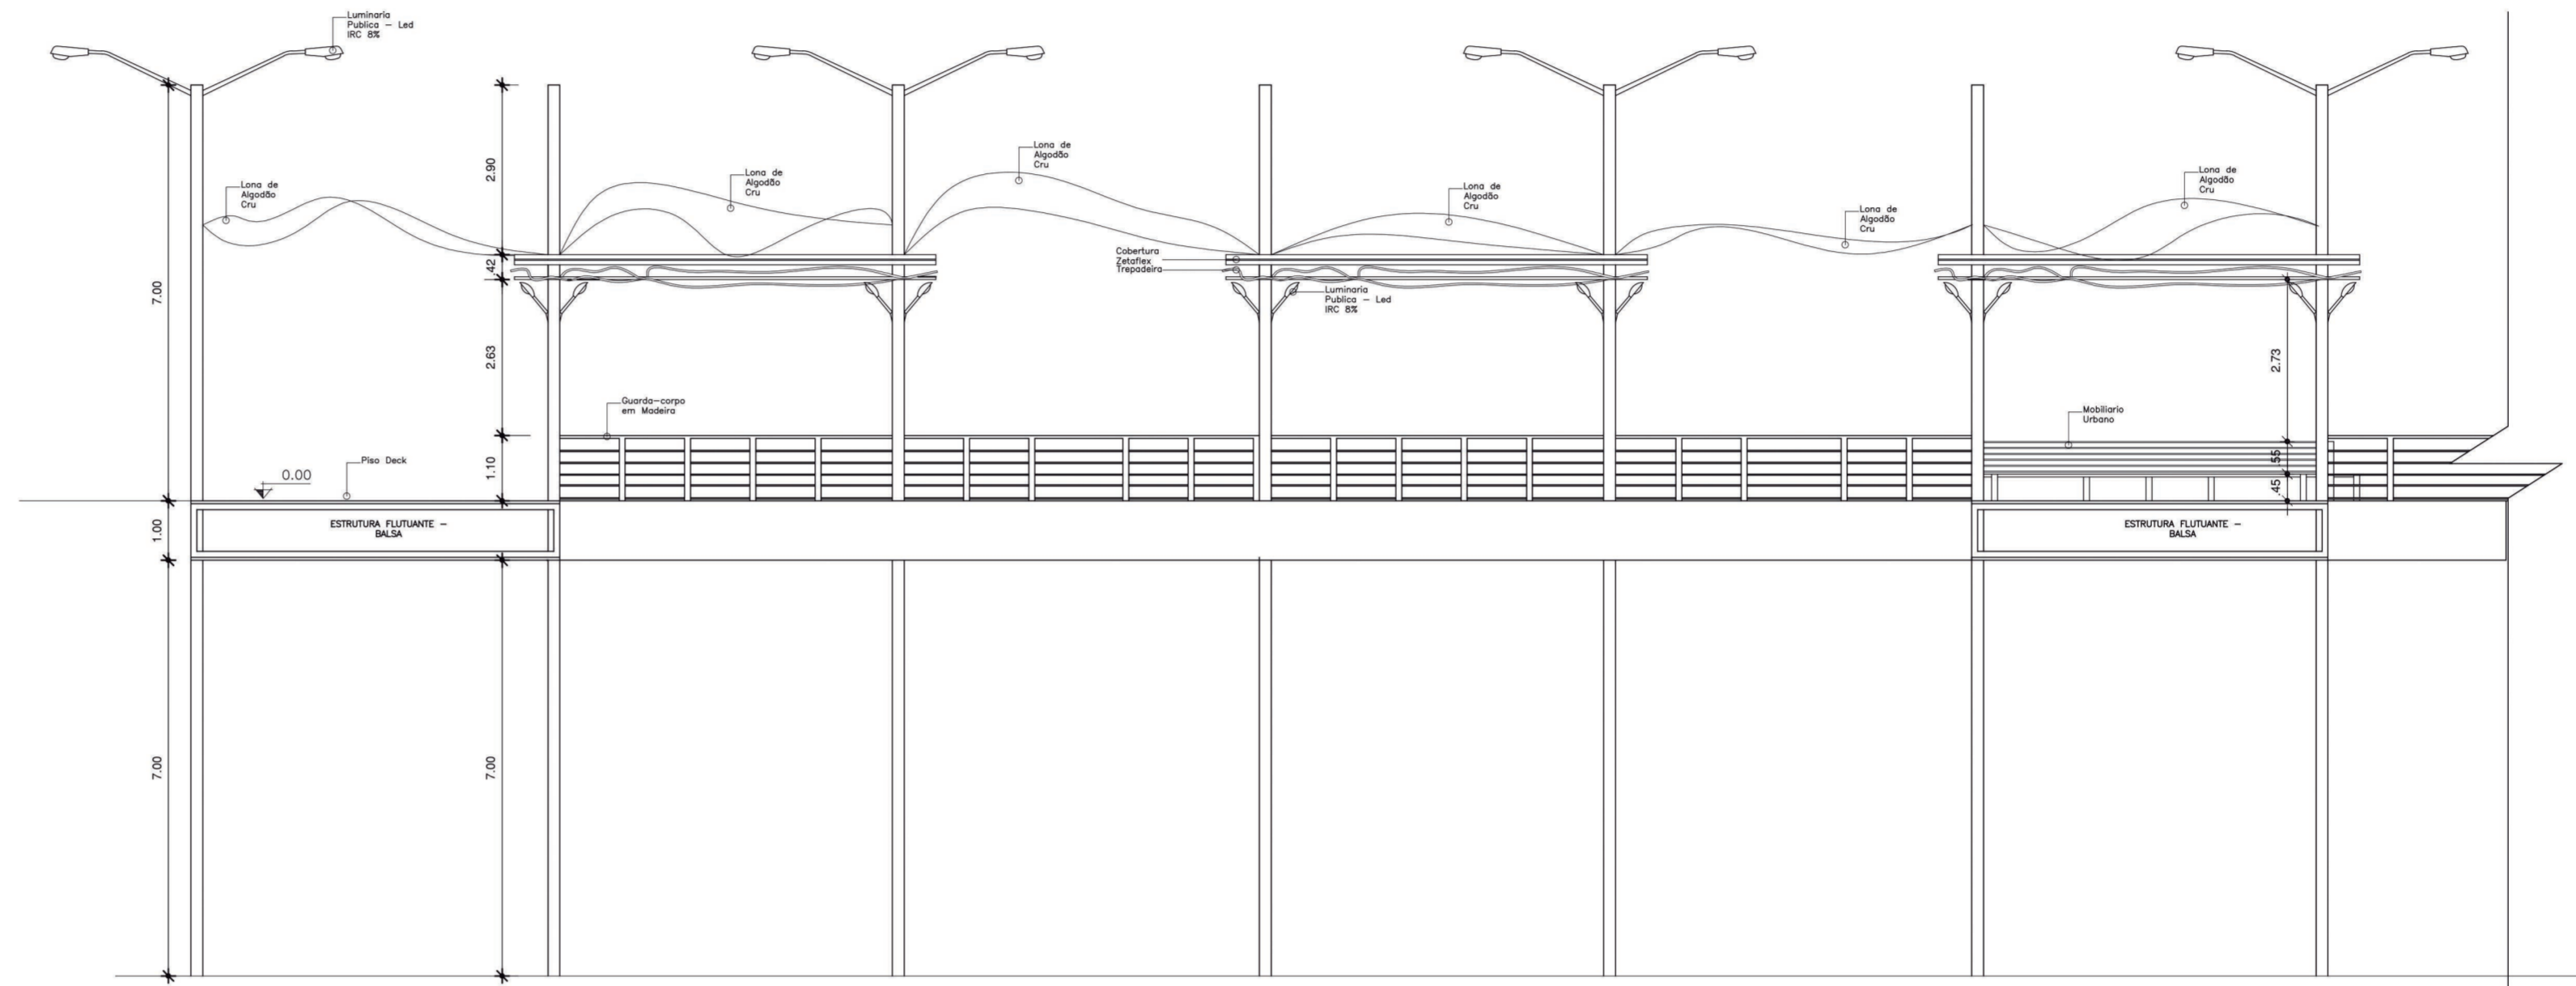 Luminaria
Publica – Led
IRC 8%
Lona de
Algodão
Cru
Lona de
Algodão
Cru
Lona de
Algodão
Cru
Lona de
Algodão
Cru
Lona de
Algodão
Cru
Lona de
Algodão
Cru
2.90
.42
7.00
Cobertura
Zetaflex
Trepadeira
Luminaria
Publica – Led
IRC 8%
2.63
2.73
Guarda-corpo
em Madeira
Mobiliario
Urbano
Piso Deck
0.00
1.10
.55
.45
1.00
ESTRUTURA FLUTUANTE –
BALSA
ESTRUTURA FLUTUANTE –
BALSA
7.00
7.00